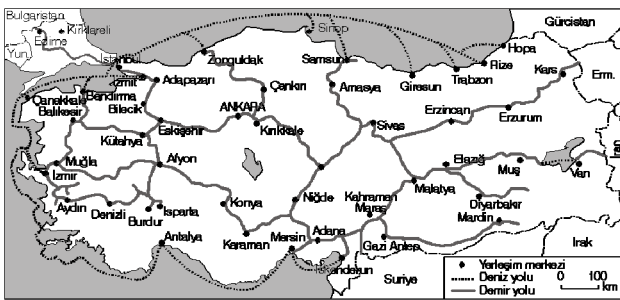 Bulgaristan
Kırklareli
Edirne
Yun.
İstanbul
Zonguldak
Sinop
Samsun
Gürcistan
Hopa
Rize
Trabzon
Giresun
Kars
Erm.
İzmit
Adapazarı
Çanakkale
Bandırma
Balıkesir
Bilecik
ANKARA
Çankırı
Kırıkkale
Amasya
Sivas
Erzincan
Erzurum
Eskişehir
Kütahya
Muğla
İzmir
Afyon
Elazığ
Muş
Van
İran
Malatya
Diyarbakır
Mardin
Aydın
Denizli
Burdur
Isparta
Konya
Niğde
Kahraman
Maraş
Antalya
Karaman
Mersin
Adana
Gazi Antep
İskenderun
Suriye
Irak
Yerleşim merkezi
Deniz yolu
Demir yolu
0 100
km